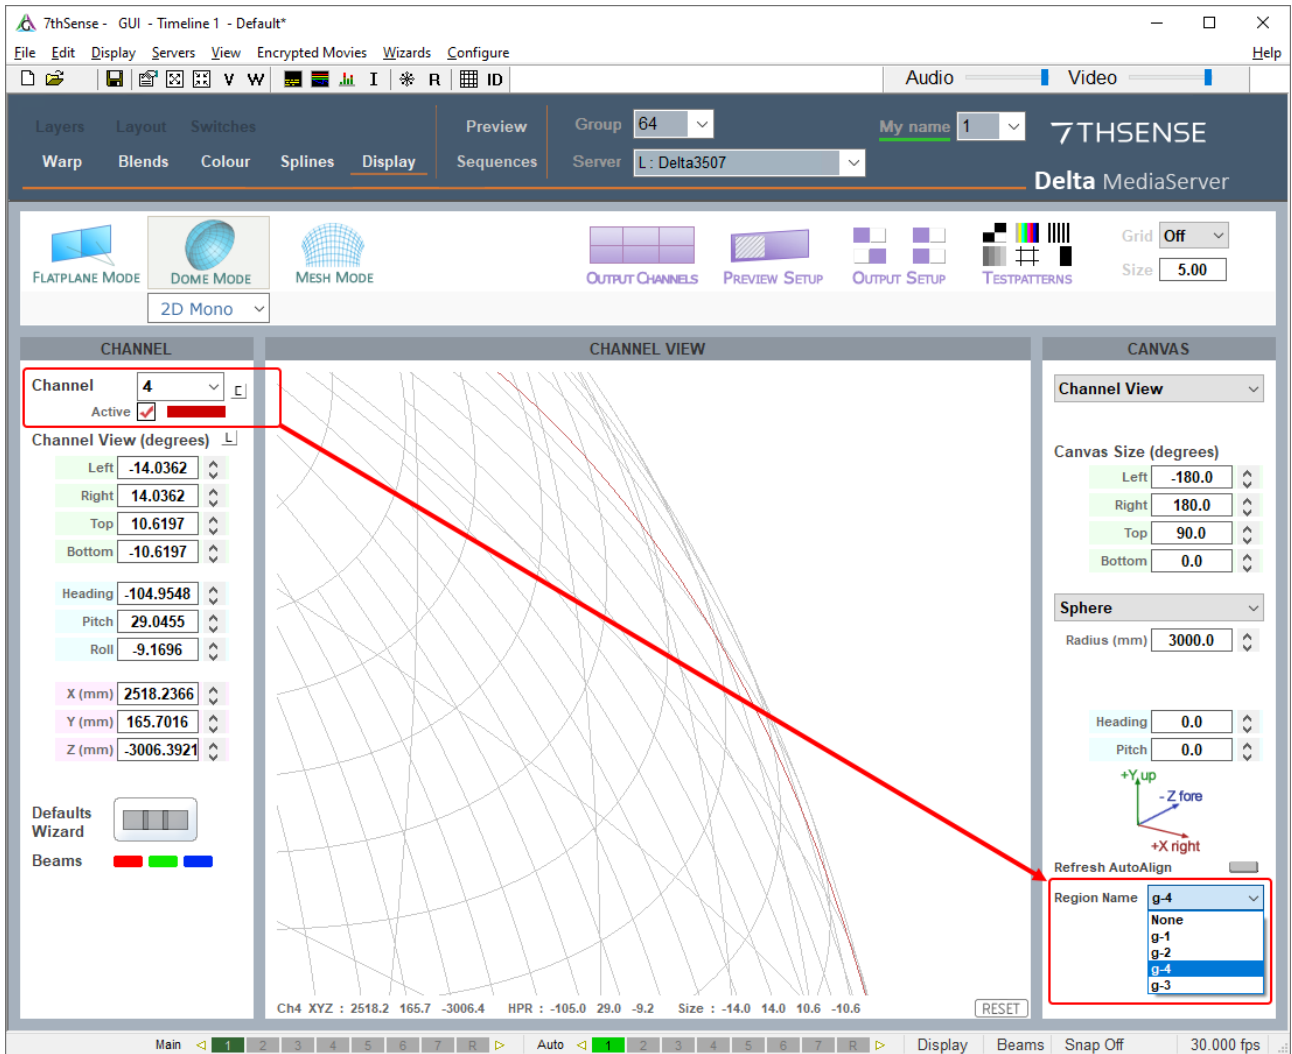 7thSense - GUI - Timeline 1 - Default*
File Edit Display Servers View Encrypted Movies Wizards Configure Help
V W I R ID Audio Video
Layers Layout Switches Preview Group 64 My name 1 7THSENSE
Warp Blends Colour Splines Display Sequences Server L : Delta3507
Delta MediaServer
FLATPLANE MODE DOME MODE MESH MODE OUTPUT CHANNELS PREVIEW SETUP OUTPUT SETUP TESTPATTERNS
Grid Off
Size 5.00
2D Mono
CHANNEL
Channel 4 C
Active
Channel View (degrees) L
Left -14.0362
Right 14.0362
Top 10.6197
Bottom -10.6197
Heading -104.9548
Pitch 29.0455
Roll -9.1696
X (mm) 2518.2366
Y (mm) 165.7016
Z (mm) -3006.3921
Defaults
Wizard
Beams
CHANNEL VIEW
Ch4 XYZ : 2518.2 165.7 -3006.4 HPR : -105.0 29.0 -9.2 Size : -14.0 14.0 10.6 -10.6
RESET
CANVAS
Channel View
Canvas Size (degrees)
Left -180.0
Right 180.0
Top 90.0
Bottom 0.0
Sphere
Radius (mm) 3000.0
Heading 0.0
Pitch 0.0
+Y up
- Z fore
+X right
Refresh AutoAlign
Region Name g-4
None
g-1
g-2
g-4
g-3
Main 1 2 3 4 5 6 7 R Auto 1 2 3 4 5 6 7 R Display Beams Snap Off 30.000 fps